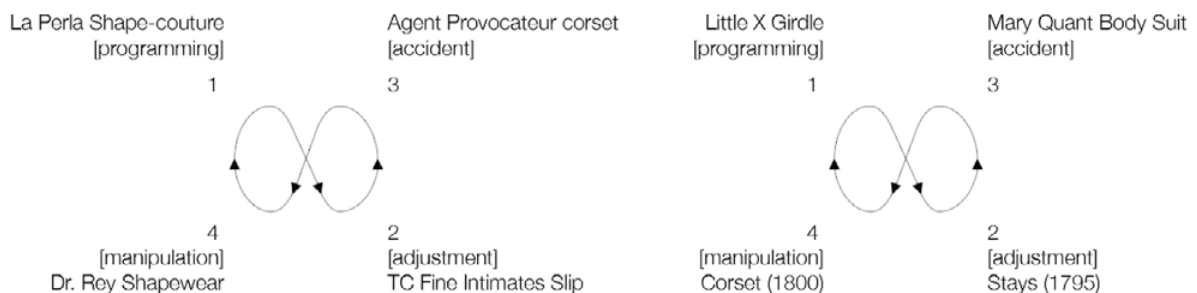 La Perla Shape-couture
[programming]
1
Agent Provocateur corset
[accident]
3
4
[manipulation]
Dr. Rey Shapewear
2
[adjustment]
TC Fine Intimates Slip
Little X Girdle
[programming]
1
Mary Quant Body Suit
[accident]
3
4
[manipulation]
Corset (1800)
2
[adjustment]
Stays (1795)